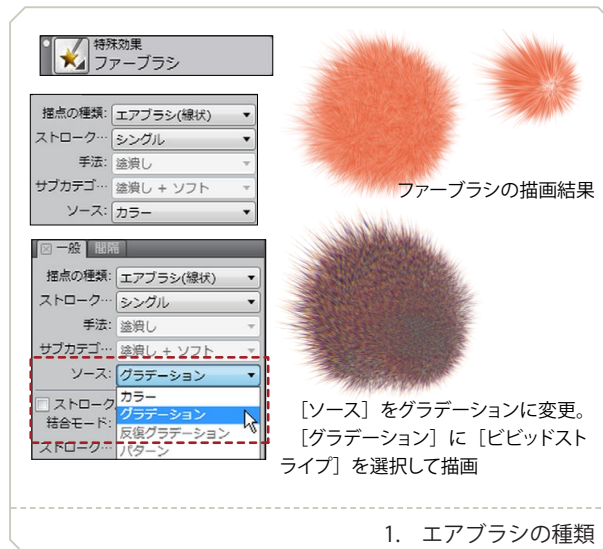 特殊効果
ファーブラシ
描点の種類: エアブラシ(線状)
ストローク… シングル
手法: 塗潰し
サブカテゴ… 塗潰し + ソフト
ソース: カラー
ファーブラシの描画結果
一般 間隔
描点の種類: エアブラシ(線状)
ストローク… シングル
手法: 塗潰し
サブカテゴ… 塗潰し + ソフト
ソース: グラデーション
ストローク カラー
グラデーション
結合モード: 反復グラデーション
ストローク… パターン
［ソース］をグラデーションに変更。
［グラデーション］に［ビビッドスト
ライプ］を選択して描画
1. エアブラシの種類